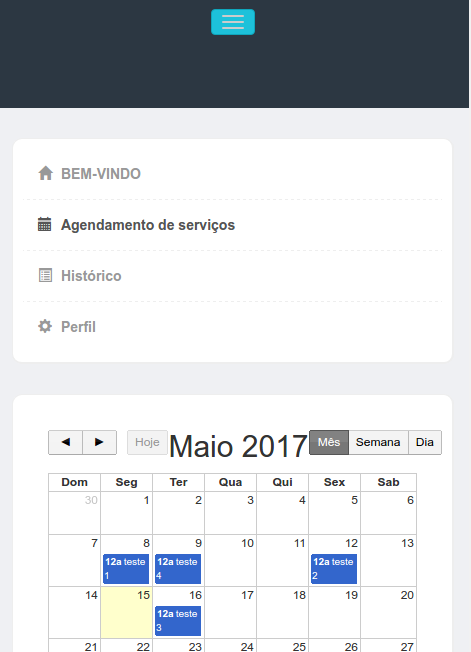 BEM-VINDO
Agendamento de serviços
Histórico
Perfil
Hoje Maio 2017 Mês Semana Dia
Dom Seg Ter Qua Qui Sex Sab
30 1 2 3 4 5 6
7 8 9 10 11 12 13
12a teste 12a teste 12a teste
1 4 2
14 15 16 17 18 19 20
12a teste
3
21 22 23 24 25 26 27